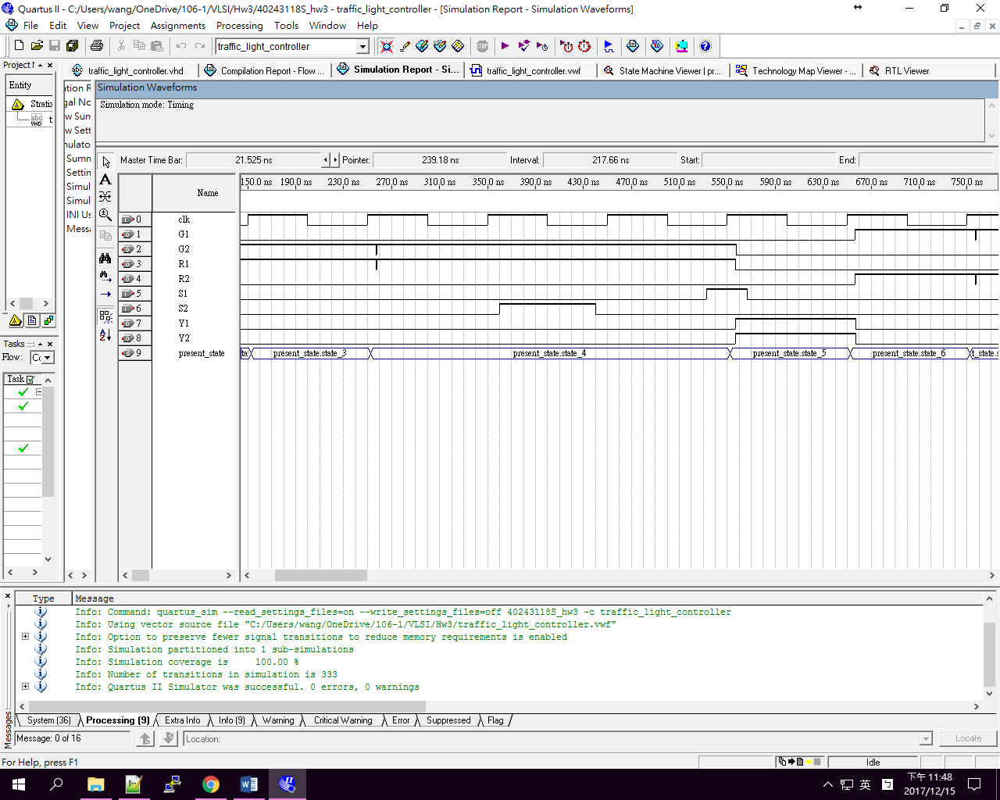 Quartus II - C:/Users/wang/OneDrive/106-1/VLSI/Hw3/40243118S_hw3 - traffic_light_controller - [Simulation Report - Simulation Waveforms]
File Edit View Project Assignments Processing Tools Window Help
traffic_light_controller
Project N
traffic_light_controller.vhd Compilation Report - Flow ... Simulation Report - Si... traffic_light_controller.vwf State Machine Viewer | pr... Technology Map Viewer - ... RTL Viewer
Entity
Strati
abc
VHD t
tion R
gal No
w Sum
w Sett
nulato
Summ
Settin
Simul
Simul
INI Us
Messa
Simulation Waveforms
Simulation mode: Timing
Master Time Bar: 21.525 ns Pointer: 239.18 ns Interval: 217.66 ns Start: End:
Name
150.0 ns 190.0 ns 230.0 ns 270.0 ns 310.0 ns 350.0 ns 390.0 ns 430.0 ns 470.0 ns 510.0 ns 550.0 ns 590.0 ns 630.0 ns 670.0 ns 710.0 ns 750.0 ns
0 clk
1 G1
2 G2
3 R1
4 R2
5 S1
6 S2
7 Y1
8 Y2
9 present_state
present_state.state_3 present_state.state_4 present_state.state_5 present_state.state_6 t_state.s
Tasks
Flow: Co
Task
Type Message
Info: Command: quartus_sim --read_settings_files=on --write_settings_files=off 40243118S_hw3 -c traffic_light_controller
Info: Using vector source file "C:/Users/wang/OneDrive/106-1/VLSI/Hw3/traffic_light_controller.vwf"
Info: Option to preserve fewer signal transitions to reduce memory requirements is enabled
Info: Simulation partitioned into 1 sub-simulations
Info: Simulation coverage is 100.00 %
Info: Number of transitions in simulation is 333
Info: Quartus II Simulator was successful. 0 errors, 0 warnings
System (36) Processing (9) Extra Info Info (9) Warning Critical Warning Error Suppressed Flag
Messages
Message: 0 of 16 Location: Locate
For Help, press F1 Idle
英 下午 11:48
2017/12/15